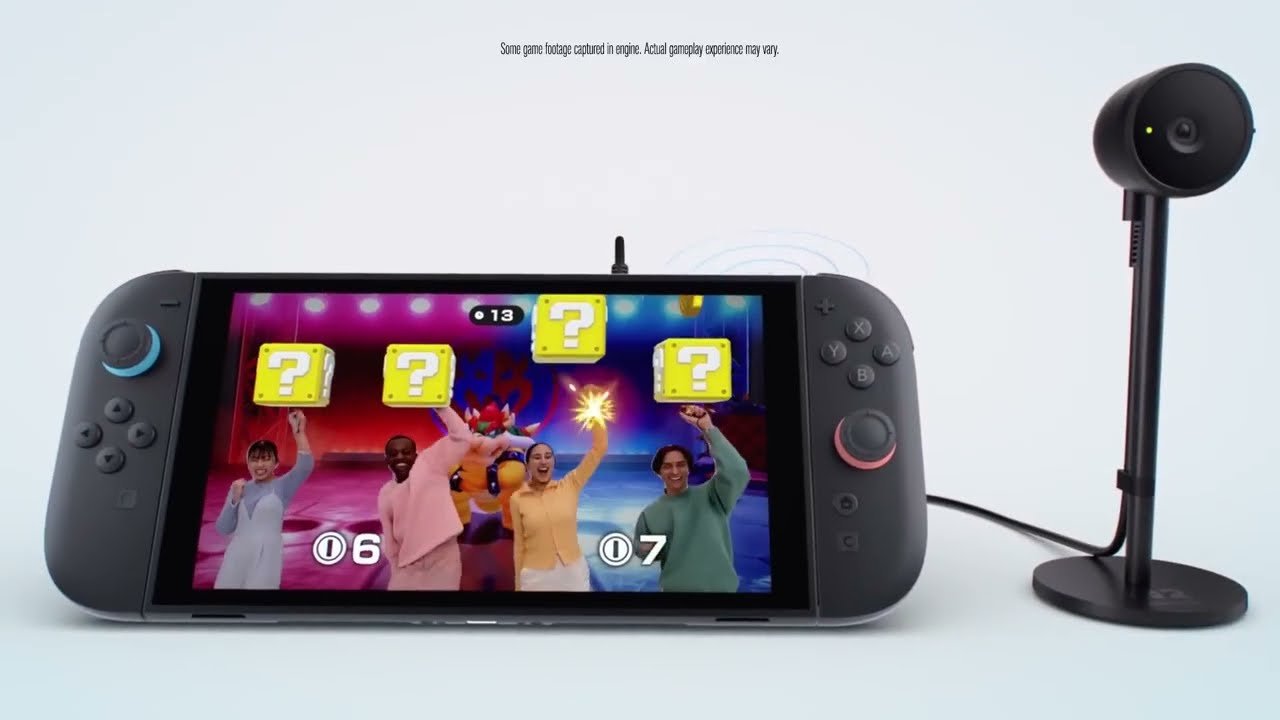 Some game footage captured in engine. Actual gameplay experience may vary.
13
?
?
?
?
6
7
X
Y
A
B
C